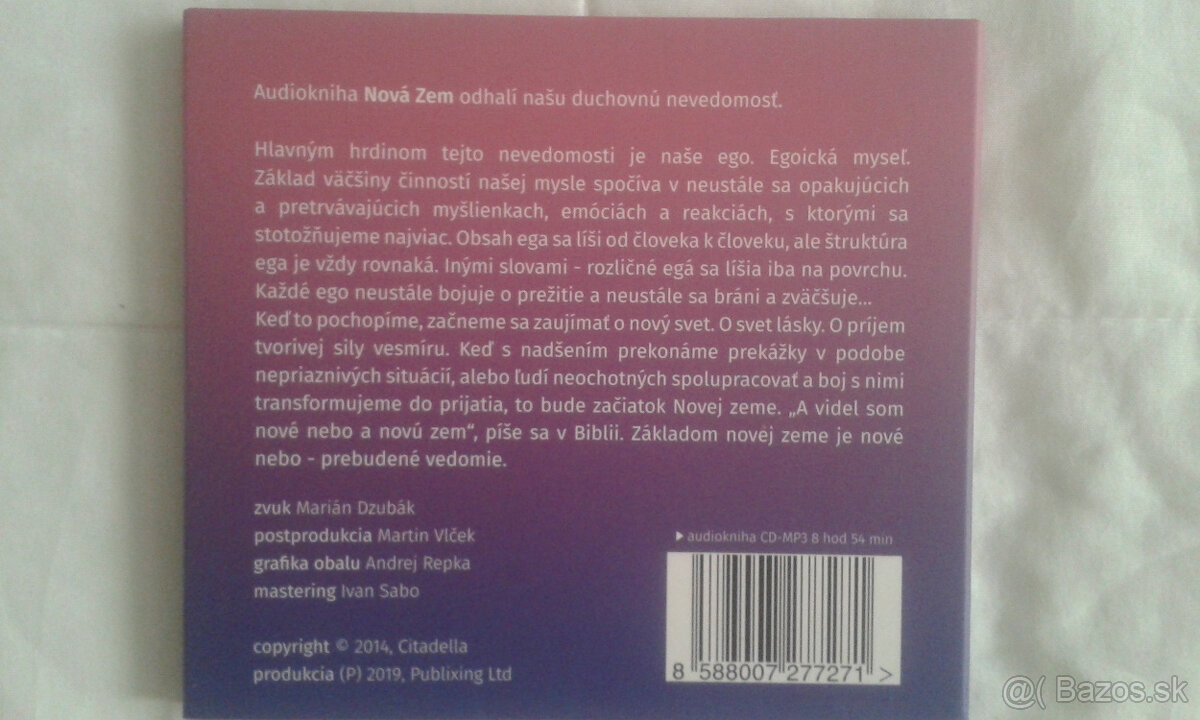 Audiokniha Nová Zem odhalí našu duchovnú nevedomosť.
Hlavným hrdinom tejto nevedomosti je naše ego. Egoická myseľ.
Základ väčšiny činností našej mysle spočíva v neustále sa opakujúcich
a pretrvávajúcich myšlienkach, emóciách a reakciách, s ktorými sa
stotožňujeme najviac. Obsah ega sa líši od človeka k človeku, ale štruktúra
ega je vždy rovnaká. Inými slovami - rozličné egá sa líšia iba na povrchu.
Každé ego neustále bojuje o prežitie a neustále sa bráni a zväčšuje...
Keď to pochopíme, začneme sa zaujímať o nový svet. O svet lásky. O príjem
tvorivej sily vesmíru. Keď s nadšením prekonáme prekážky v podobe
nepriaznivých situácií, alebo ľudí neochotných spolupracovať a boj s nimi
transformujeme do prijatia, to bude začiatok Novej zeme. „A videl som
nové nebo a novú zem“, píše sa v Biblii. Základom novej zeme je nové
nebo - prebudené vedomie.
zvuk Marián Dzubák
postprodukcia Martin Vlček
grafika obalu Andrej Repka
mastering Ivan Sabo
copyright © 2014, Citadella
produkcia (P) 2019, Publixing Ltd
audiokniha CD-MP3 8 hod 54 min
8 588007 277271 >
@( Bazos.sk